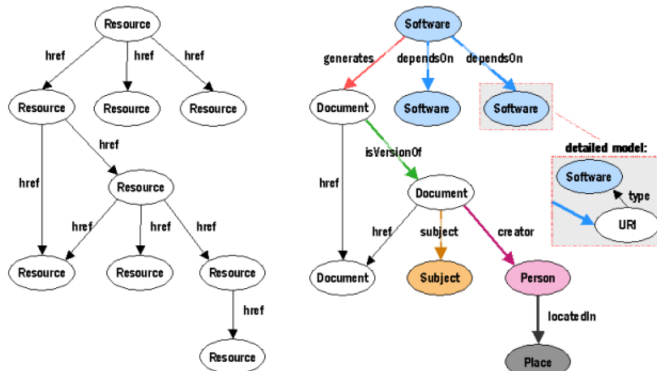 Resource
href
href
href
Resource
Resource
Resource
href
href
Resource
href
href
href
Resource
Resource
Resource
href
Resource
Software
generates
dependsOn
dependsOn
Document
Software
Software
isVersionOf
href
Document
href
subject
creator
Document
Subject
Person
locatedIn
Place
detailed model:
Software
type
URI